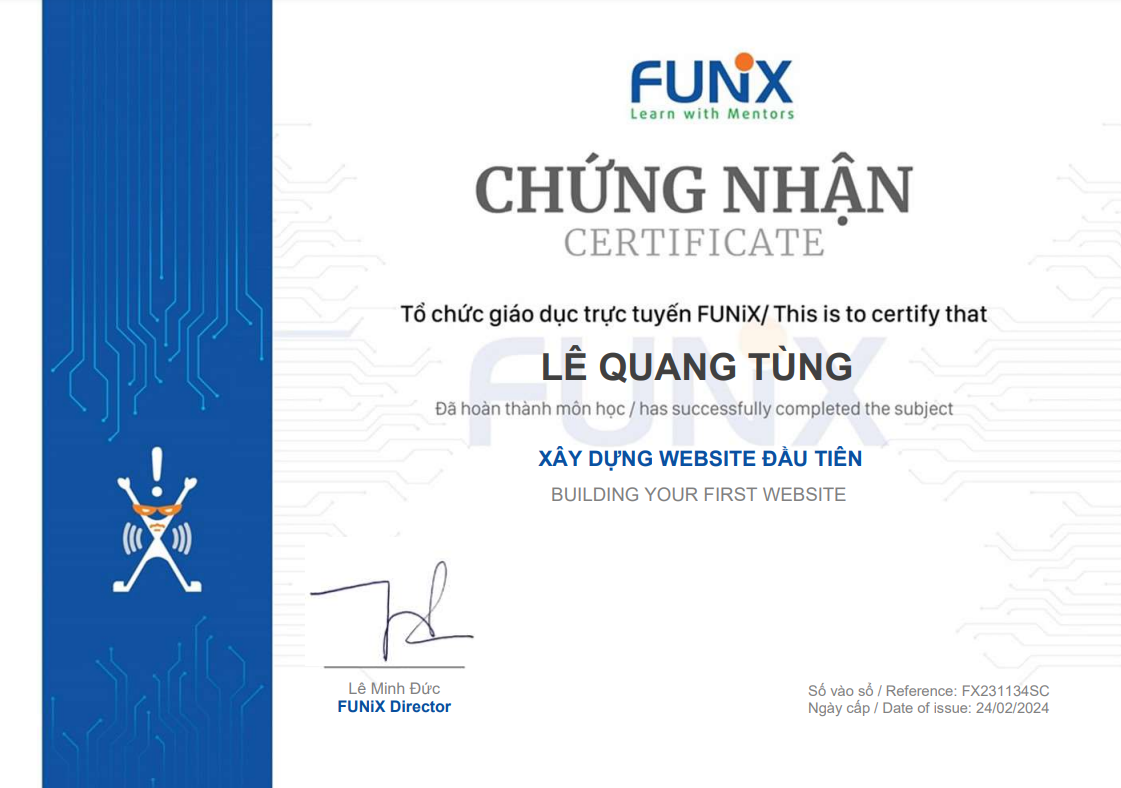 FUNiX
Learn with Mentors
CHỨNG NHẬN
CERTIFICATE
Tổ chức giáo dục trực tuyến FUNiX/ This is to certify that
LÊ QUANG TÙNG
Đã hoàn thành môn học / has successfully completed the subject
XÂY DỰNG WEBSITE ĐẦU TIÊN
BUILDING YOUR FIRST WEBSITE
Lê Minh Đức
FUNiX Director
Số vào sổ / Reference: FX231134SC
Ngày cấp / Date of issue: 24/02/2024